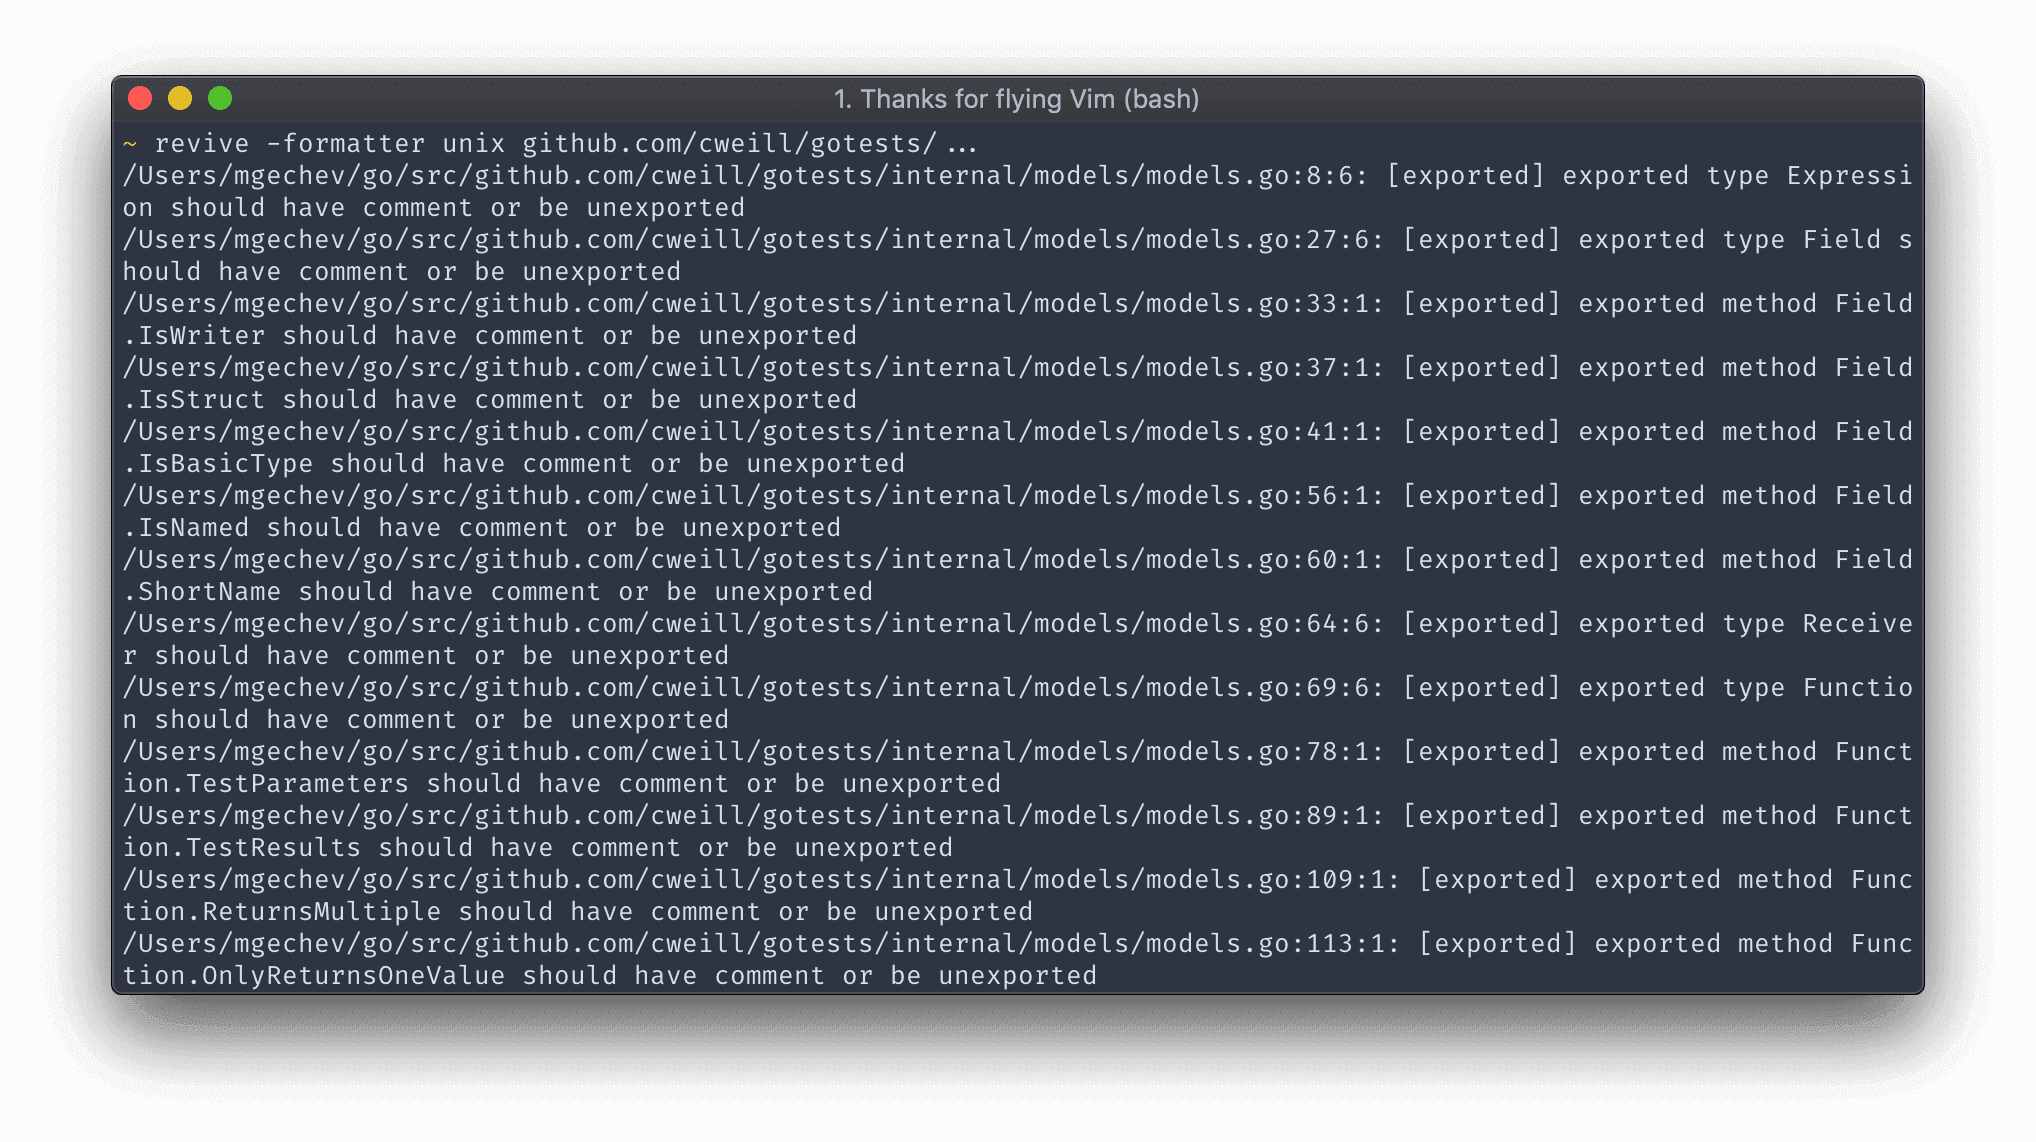 1. Thanks for flying Vim (bash)
~ revive -formatter unix github.com/cweill/gotests/...
/Users/mgechev/go/src/github.com/cweill/gotests/internal/models/models.go:8:6: [exported] exported type Expressi
on should have comment or be unexported
/Users/mgechev/go/src/github.com/cweill/gotests/internal/models/models.go:27:6: [exported] exported type Field s
hould have comment or be unexported
/Users/mgechev/go/src/github.com/cweill/gotests/internal/models/models.go:33:1: [exported] exported method Field
.IsWriter should have comment or be unexported
/Users/mgechev/go/src/github.com/cweill/gotests/internal/models/models.go:37:1: [exported] exported method Field
.IsStruct should have comment or be unexported
/Users/mgechev/go/src/github.com/cweill/gotests/internal/models/models.go:41:1: [exported] exported method Field
.IsBasicType should have comment or be unexported
/Users/mgechev/go/src/github.com/cweill/gotests/internal/models/models.go:56:1: [exported] exported method Field
.IsNamed should have comment or be unexported
/Users/mgechev/go/src/github.com/cweill/gotests/internal/models/models.go:60:1: [exported] exported method Field
.ShortName should have comment or be unexported
/Users/mgechev/go/src/github.com/cweill/gotests/internal/models/models.go:64:6: [exported] exported type Receive
r should have comment or be unexported
/Users/mgechev/go/src/github.com/cweill/gotests/internal/models/models.go:69:6: [exported] exported type Functio
n should have comment or be unexported
/Users/mgechev/go/src/github.com/cweill/gotests/internal/models/models.go:78:1: [exported] exported method Funct
ion.TestParameters should have comment or be unexported
/Users/mgechev/go/src/github.com/cweill/gotests/internal/models/models.go:89:1: [exported] exported method Funct
ion.TestResults should have comment or be unexported
/Users/mgechev/go/src/github.com/cweill/gotests/internal/models/models.go:109:1: [exported] exported method Func
tion.ReturnsMultiple should have comment or be unexported
/Users/mgechev/go/src/github.com/cweill/gotests/internal/models/models.go:113:1: [exported] exported method Func
tion.OnlyReturnsOneValue should have comment or be unexported